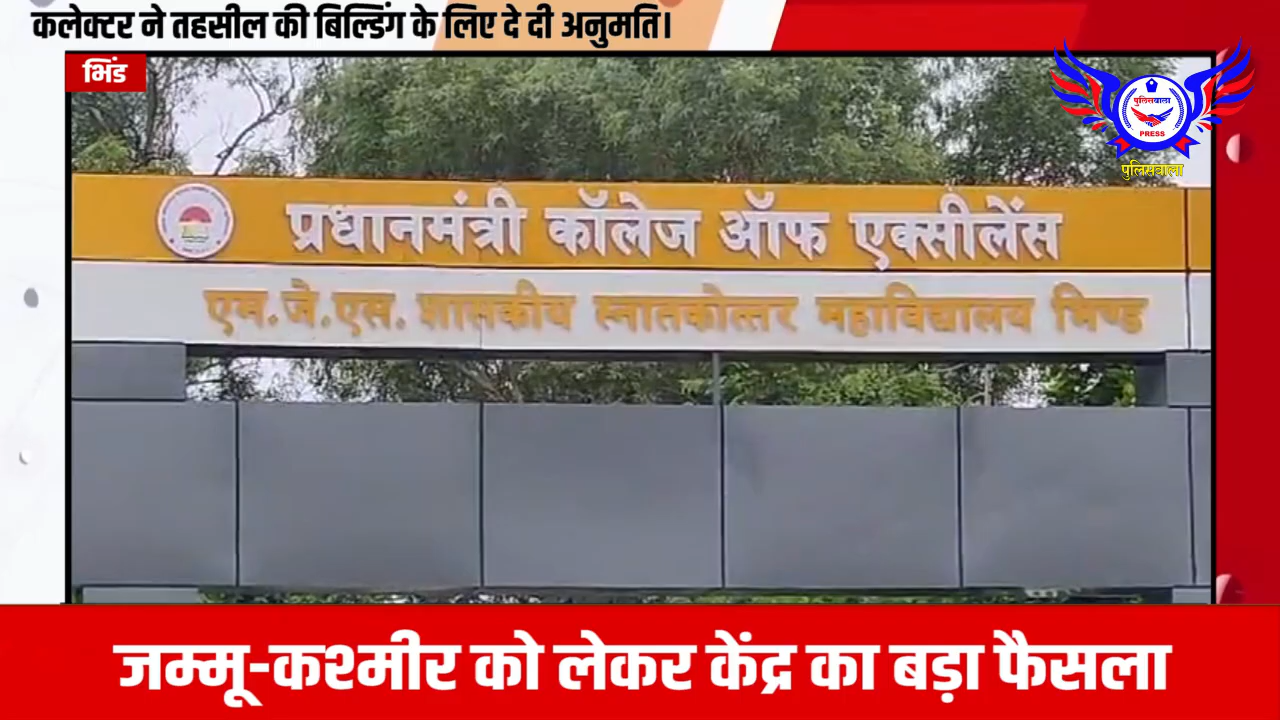 कलेक्टर ने तहसील की बिल्डिंग के लिए दे दी अनुमति।
भिंड
पुलिसवाला
PRESS
पुलिसवाला
प्रधानमंत्री कॉलेज ऑफ एक्सीलेंस
एम.जे.एस. शासकीय स्नातकोत्तर महाविद्यालय भिण्ड
जम्मू-कश्मीर को लेकर केंद्र का बड़ा फैसला